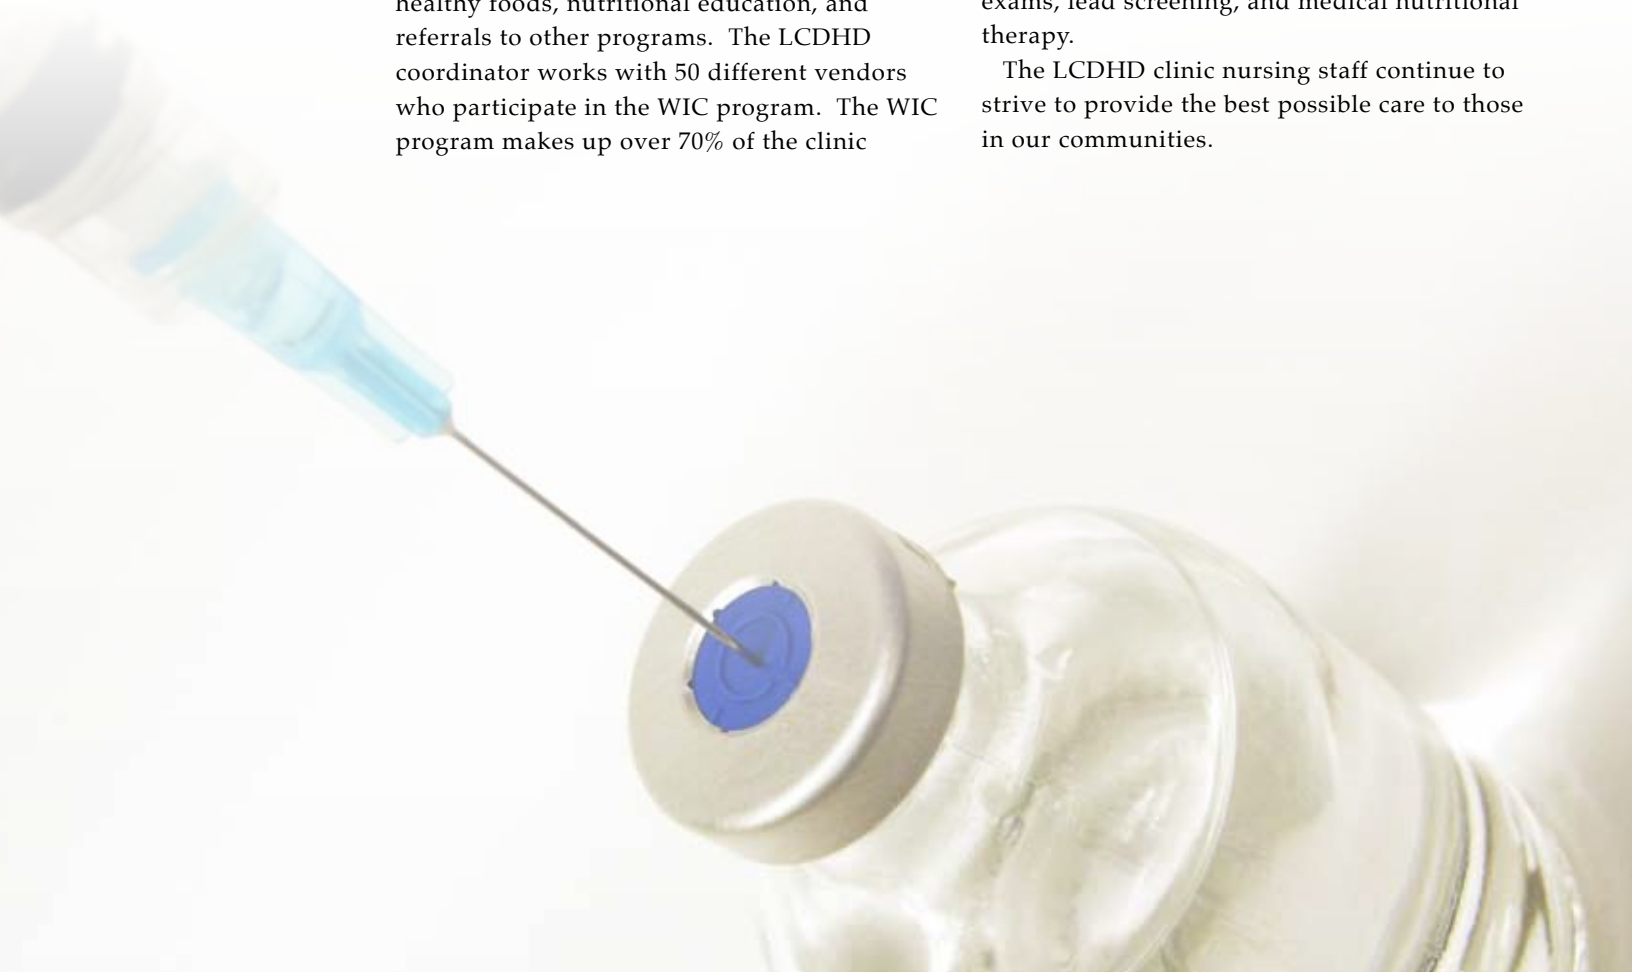 healthy foods, nutritional education, and
referrals to other programs.  The LCDHD
coordinator works with 50 different vendors
who participate in the WIC program.  The WIC
program makes up over 70% of the clinic
exams, lead screening, and medical nutritional
therapy.
The LCDHD clinic nursing staff continue to
strive to provide the best possible care to those
in our communities.